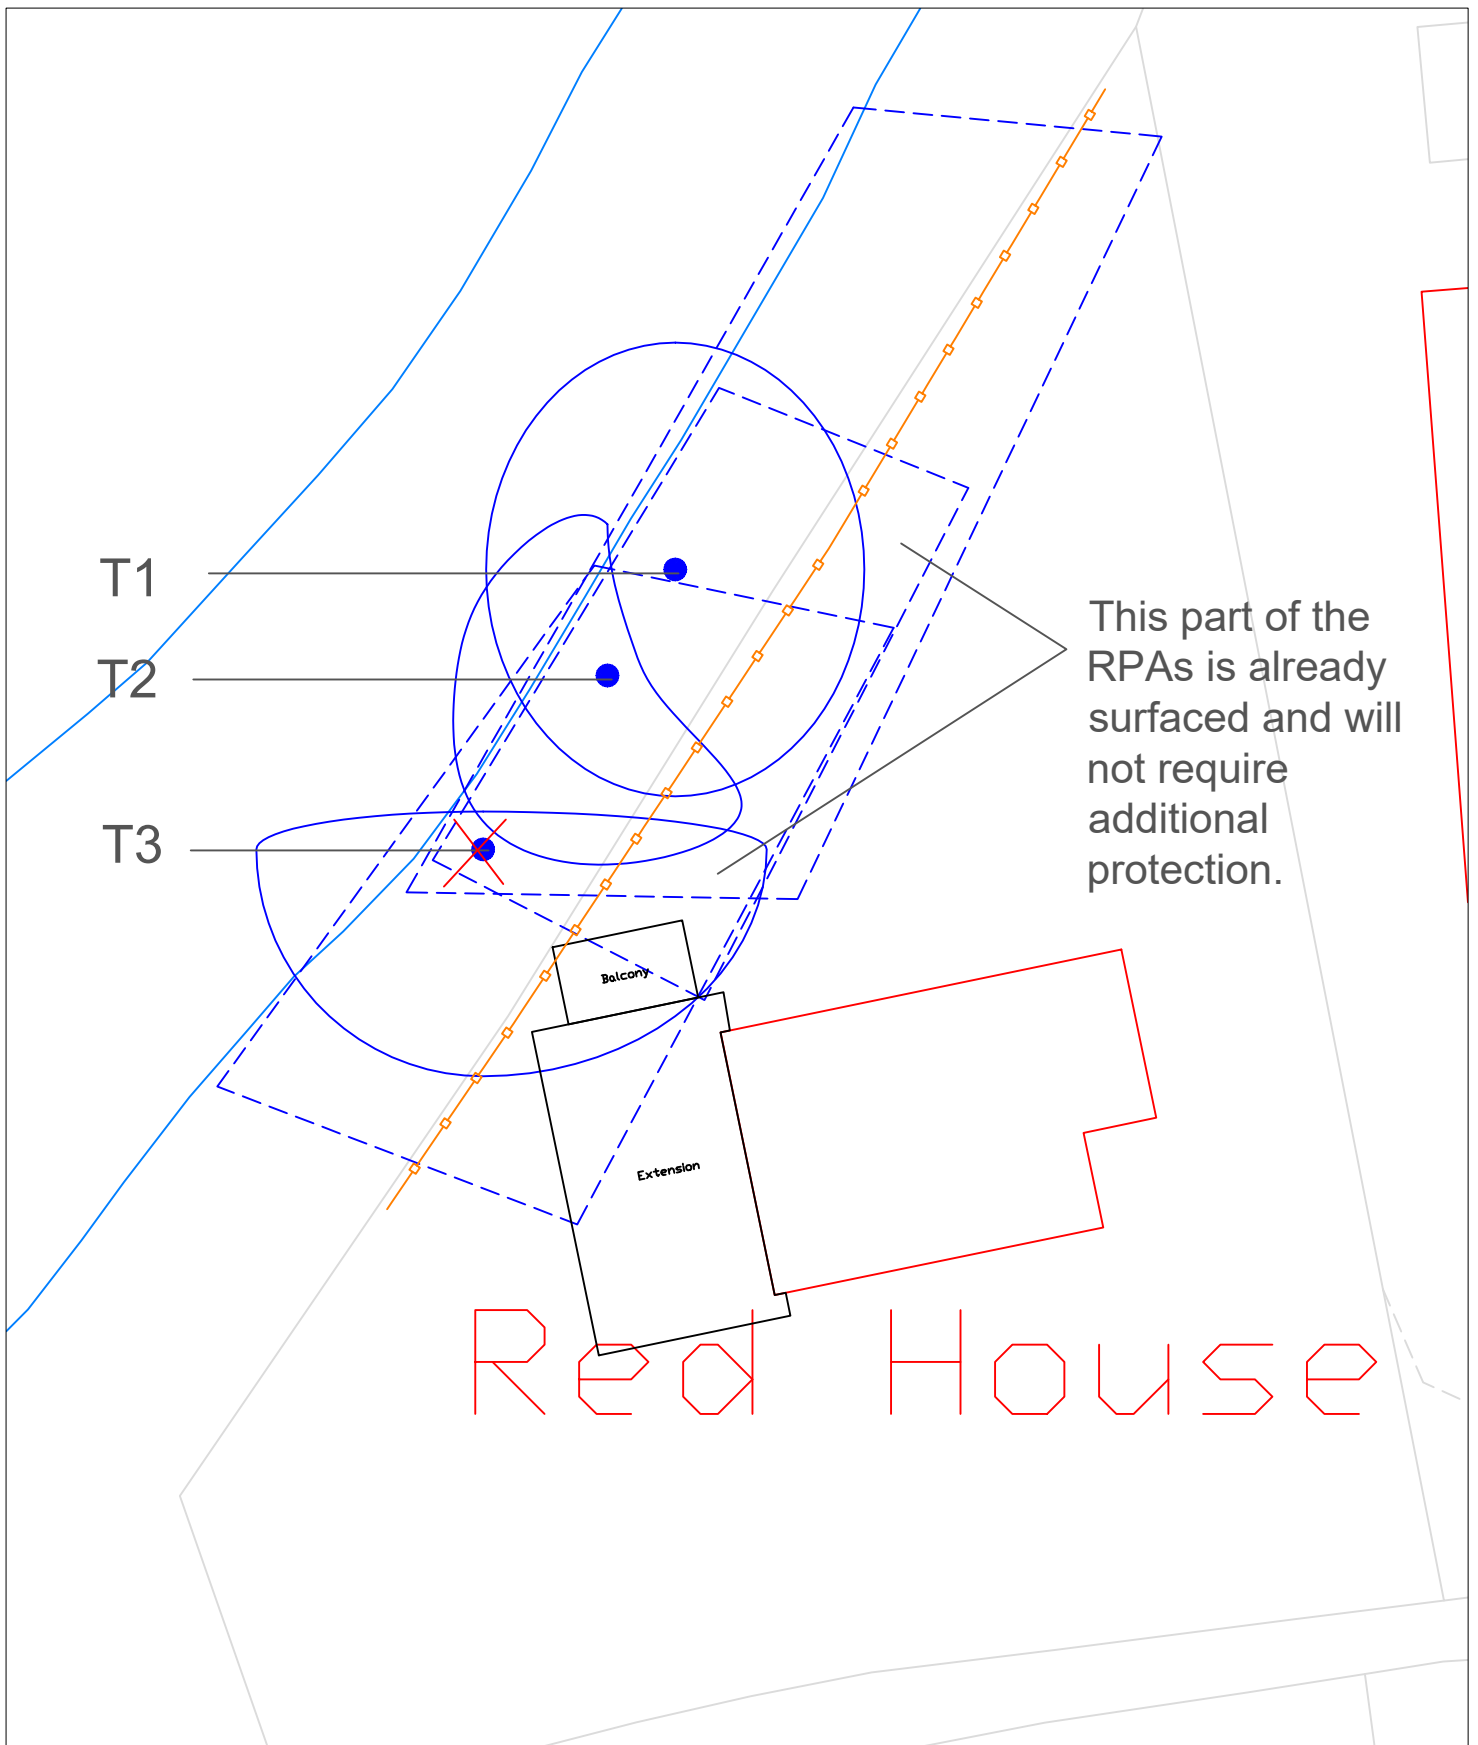 T1
T2
T3
This part of the
RPAs is already
surfaced and will
not require
additional
protection.
Balcony
Extension
Red House